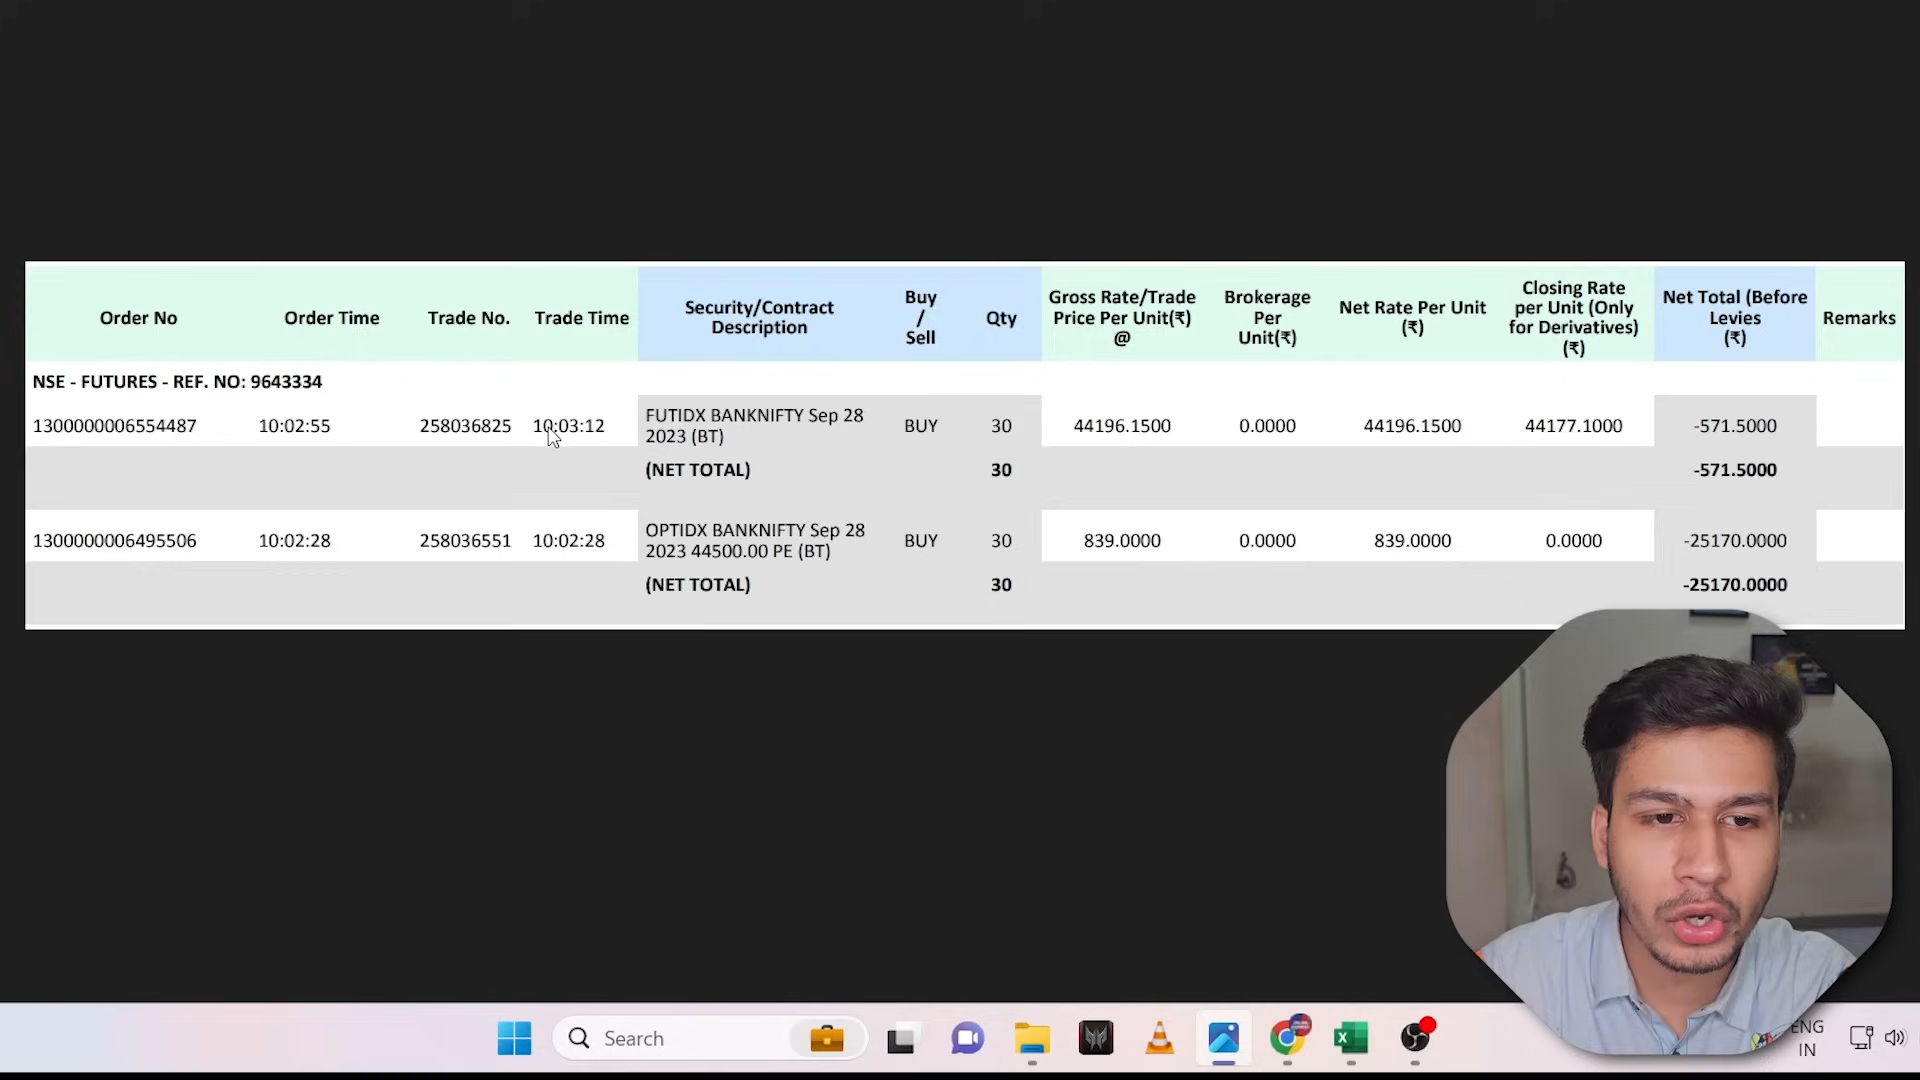 Order No
Order Time
Trade No.
Trade Time
Security/Contract
Description
Buy
/
Sell
Qty
Gross Rate/Trade
Price Per Unit(₹)
@
Brokerage
Per
Unit(₹)
Net Rate Per Unit
(₹)
Closing Rate
per Unit (Only
for Derivatives)
(₹)
Net Total (Before
Levies
(₹)
Remarks
NSE - FUTURES - REF. NO: 9643334
1300000006554487 10:02:55 258036825 10:03:12 FUTIDX BANKNIFTY Sep 28 BUY 30 44196.1500 0.0000 44196.1500 44177.1000 -571.5000
2023 (BT)
(NET TOTAL) 30 -571.5000
1300000006495506 10:02:28 258036551 10:02:28 OPTIDX BANKNIFTY Sep 28 BUY 30 839.0000 0.0000 839.0000 0.0000 -25170.0000
2023 44500.00 PE (BT)
(NET TOTAL) 30 -25170.0000
Search
ENG
IN